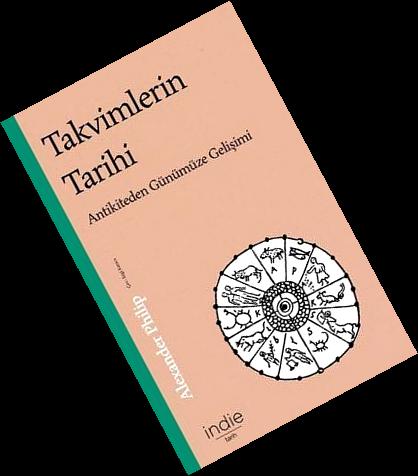 Takvimlerin
Tarihi
Antikiteden Günümüze Gelişimi
Alexander Philip
indie
tarih